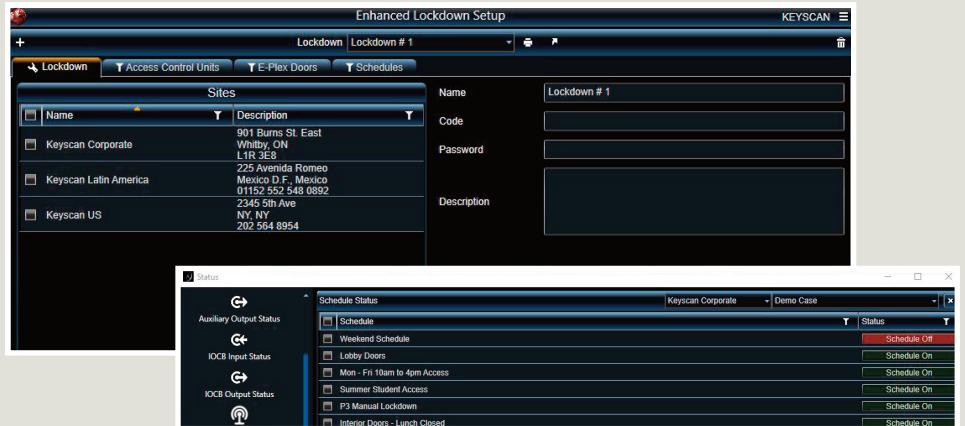 Enhanced Lockdown Setup
KEYSCAN
Lockdown Lockdown # 1
Lockdown Access Control Units E-Plex Doors Schedules
Sites
Name Description
Keyscan Corporate
901 Burns St. East
Whitby, ON
L1R 3E8
Keyscan Latin America
225 Avenida Romeo
Mexico D.F., Mexico
01152 552 548 0892
Keyscan US
2345 5th Ave
NY, NY
202 564 8954
Name Lockdown # 1
Code
Password
Description
Status
Auxiliary Output Status
IOCB Input Status
IOCB Output Status
Schedule Status Keyscan Corporate Demo Case
Schedule Status
Weekend Schedule Schedule Off
Lobby Doors Schedule On
Mon - Fri 10am to 4pm Access Schedule On
Summer Student Access Schedule On
P3 Manual Lockdown Schedule On
Interior Doors - Lunch Closed Schedule On